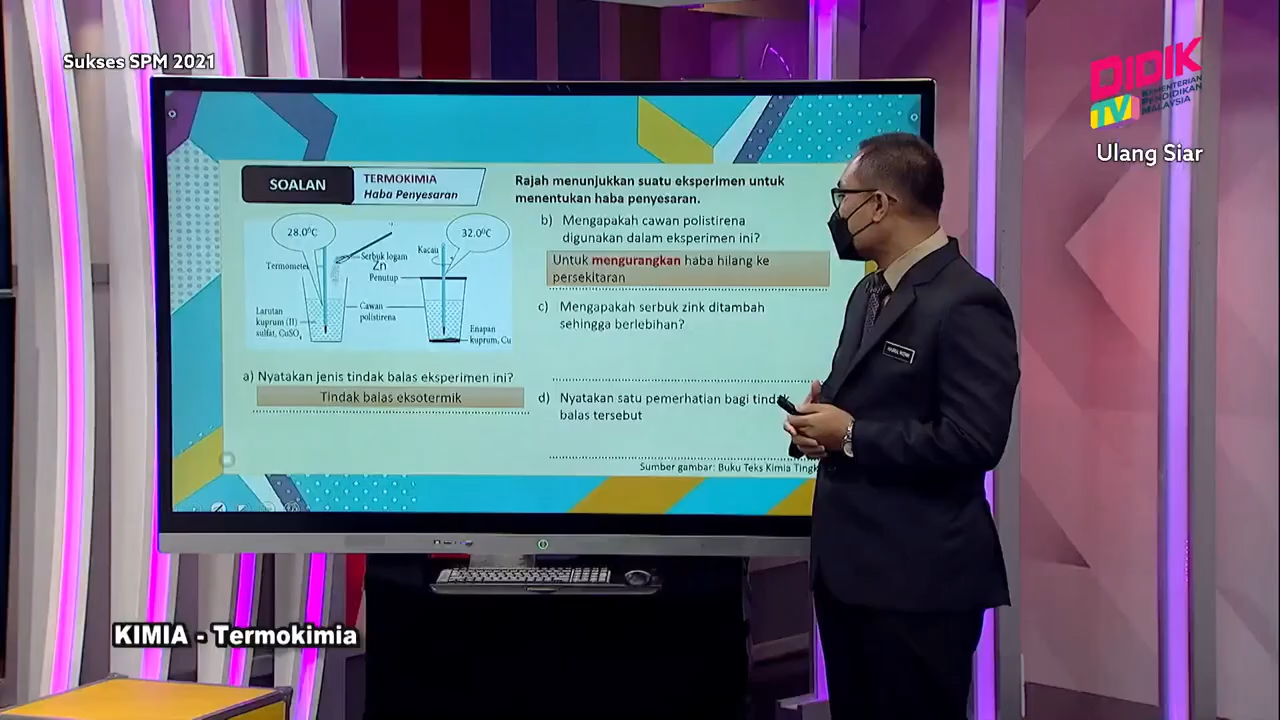 Sukses SPM 2021
DIDIK
TV
KEMENTERIAN
PENDIDIKAN
MALAYSIA
Ulang Siar
SOALAN
TERMOKIMIA
Haba Penyesaran
28.0⁰C
32.0⁰C
Termometer
Serbuk logam
Zn
Kacau
Penutup
Cawan
polistirena
Larutan
kuprum (II)
sulfat, CuSO₄
Enapan
kuprum, Cu
a) Nyatakan jenis tindak balas eksperimen ini?
Tindak balas eksotermik
Rajah menunjukkan suatu eksperimen untuk
menentukan haba penyesaran.
b) Mengapakah cawan polistirena
digunakan dalam eksperimen ini?
Untuk mengurangkan haba hilang ke
persekitaran
c) Mengapakah serbuk zink ditambah
sehingga berlebihan?
d) Nyatakan satu pemerhatian bagi tindak
balas tersebut
Sumber gambar: Buku Teks Kimia
KIMIA - Termokimia